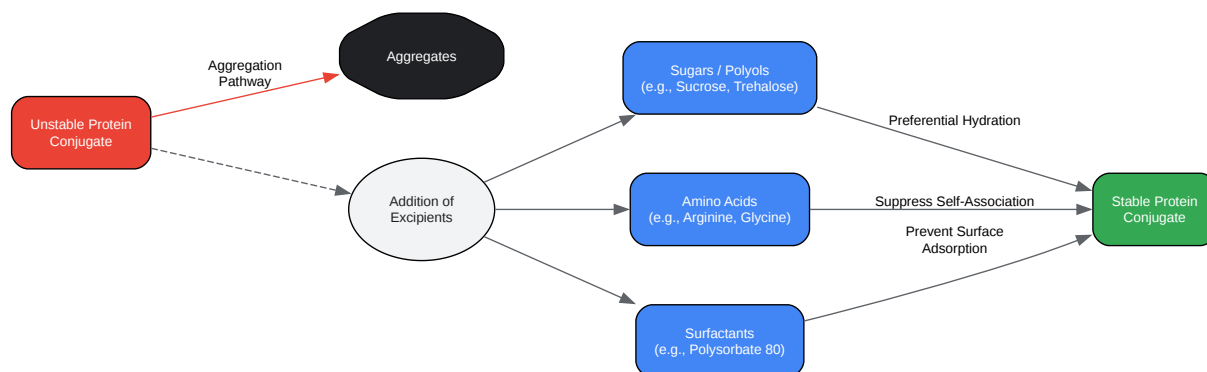 Aggregation
Pathway
Aggregates
Unstable Protein
Conjugate
Addition of
Excipients
Sugars / Polyols
(e.g., Sucrose, Trehalose)
Preferential Hydration
Amino Acids
(e.g., Arginine, Glycine)
Suppress Self-Association
Prevent Surface
Adsorption
Stable Protein
Conjugate
Surfactants
(e.g., Polysorbate 80)